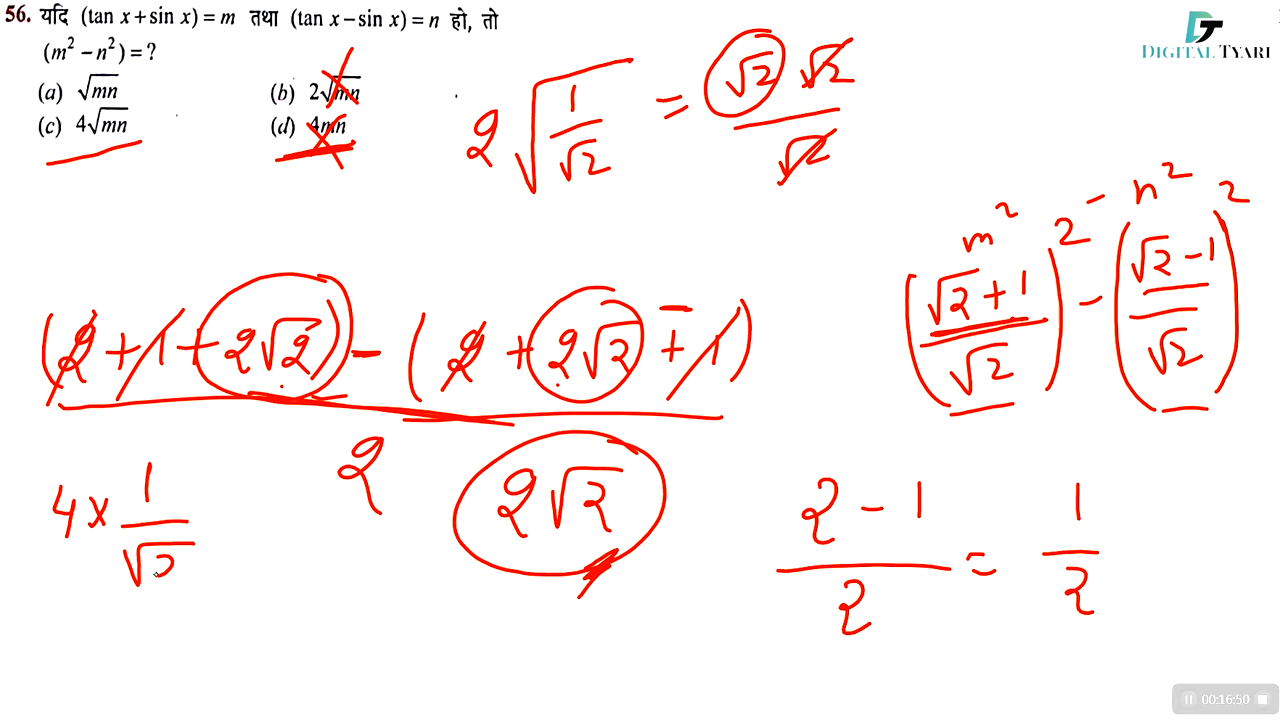 56. यदि (tan x + sin x) = m तथा (tan x − sin x) = n हो, तो
(m² − n²) = ?
(a) √mn (b) 2√mn
(c) 4√mn (d) 4mn
DT
DIGITAL TYARI
2√(1/√2) = √2 √2 / √2
m² − n²
((√2 + 1)/√2)² − ((√2 − 1)/√2)²
(2 + 1 + 2√2) − (2 + 2√2 + 1)
2
2√2
4 × 1/√2
(2 − 1)/2 = 1/2
00:16:50